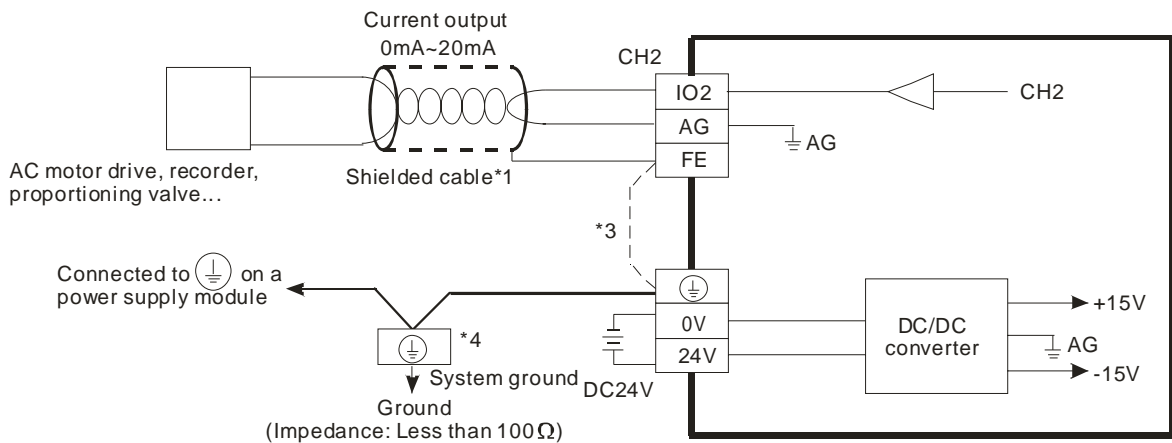 Current output
0mA~20mA
CH2
IO2
CH2
AG
AG
FE
AC motor drive, recorder,
proportioning valve...
Shielded cable*1
*3
Connected to on a
power supply module
*4
System ground
Ground
(Impedance: Less than 100Ω)
0V
24V
DC24V
DC/DC
converter
+15V
AG
-15V